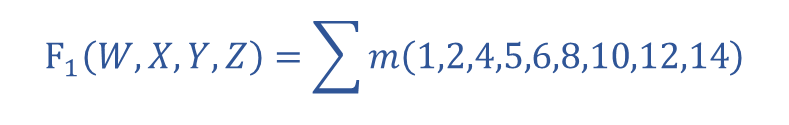 F₁(W, X, Y, Z) = ∑ m(1,2,4,5,6,8,10,12,14)